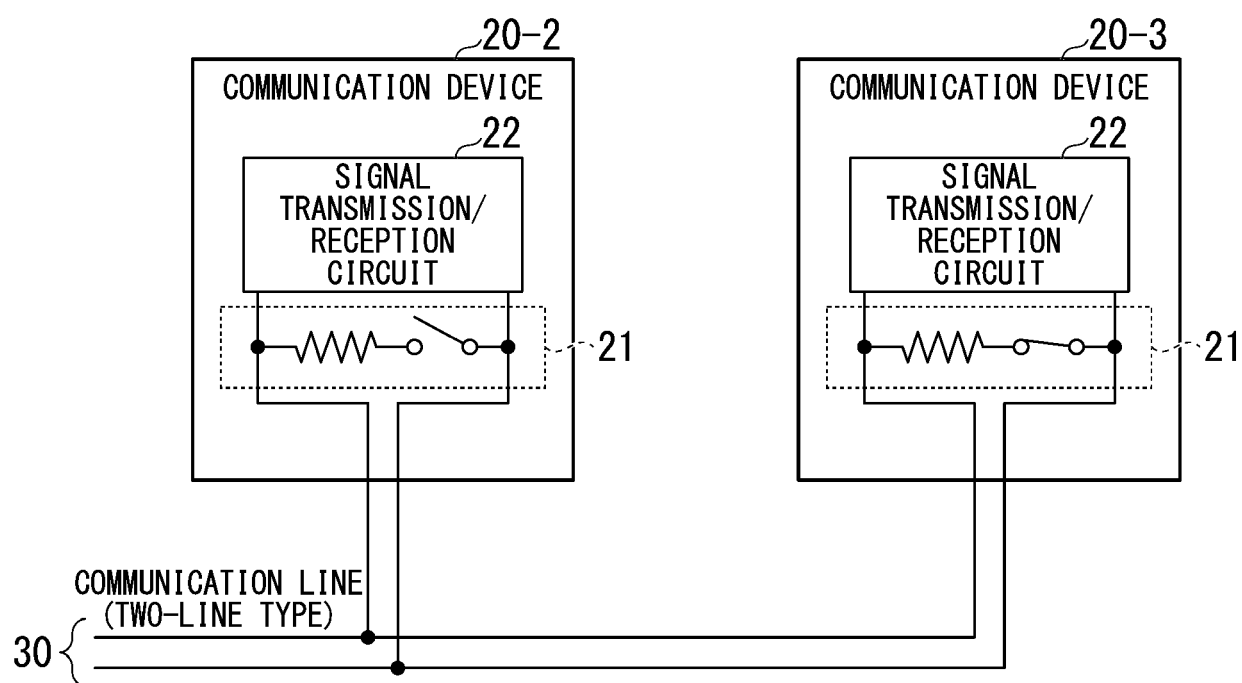 20-2
COMMUNICATION DEVICE
22
SIGNAL
TRANSMISSION/
RECEPTION
CIRCUIT
21
20-3
COMMUNICATION DEVICE
22
SIGNAL
TRANSMISSION/
RECEPTION
CIRCUIT
21
COMMUNICATION LINE
(TWO-LINE TYPE)
30